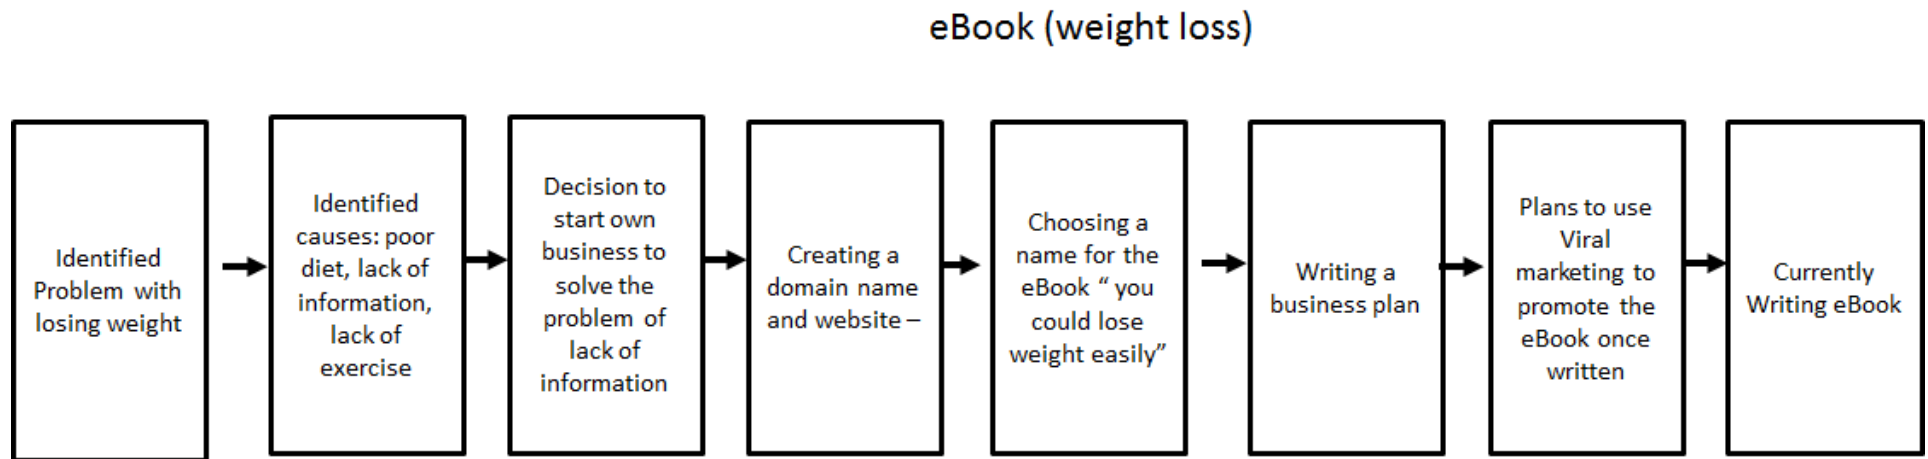 eBook (weight loss)
Identified
Problem with
losing weight
Identified
causes: poor
diet, lack of
information,
lack of
exercise
Decision to
start own
business to
solve the
problem of
lack of
information
Creating a
domain name
and website –
Choosing a
name for the
eBook “ you
could lose
weight easily”
Writing a
business plan
Plans to use
Viral
marketing to
promote the
eBook once
written
Currently
Writing eBook